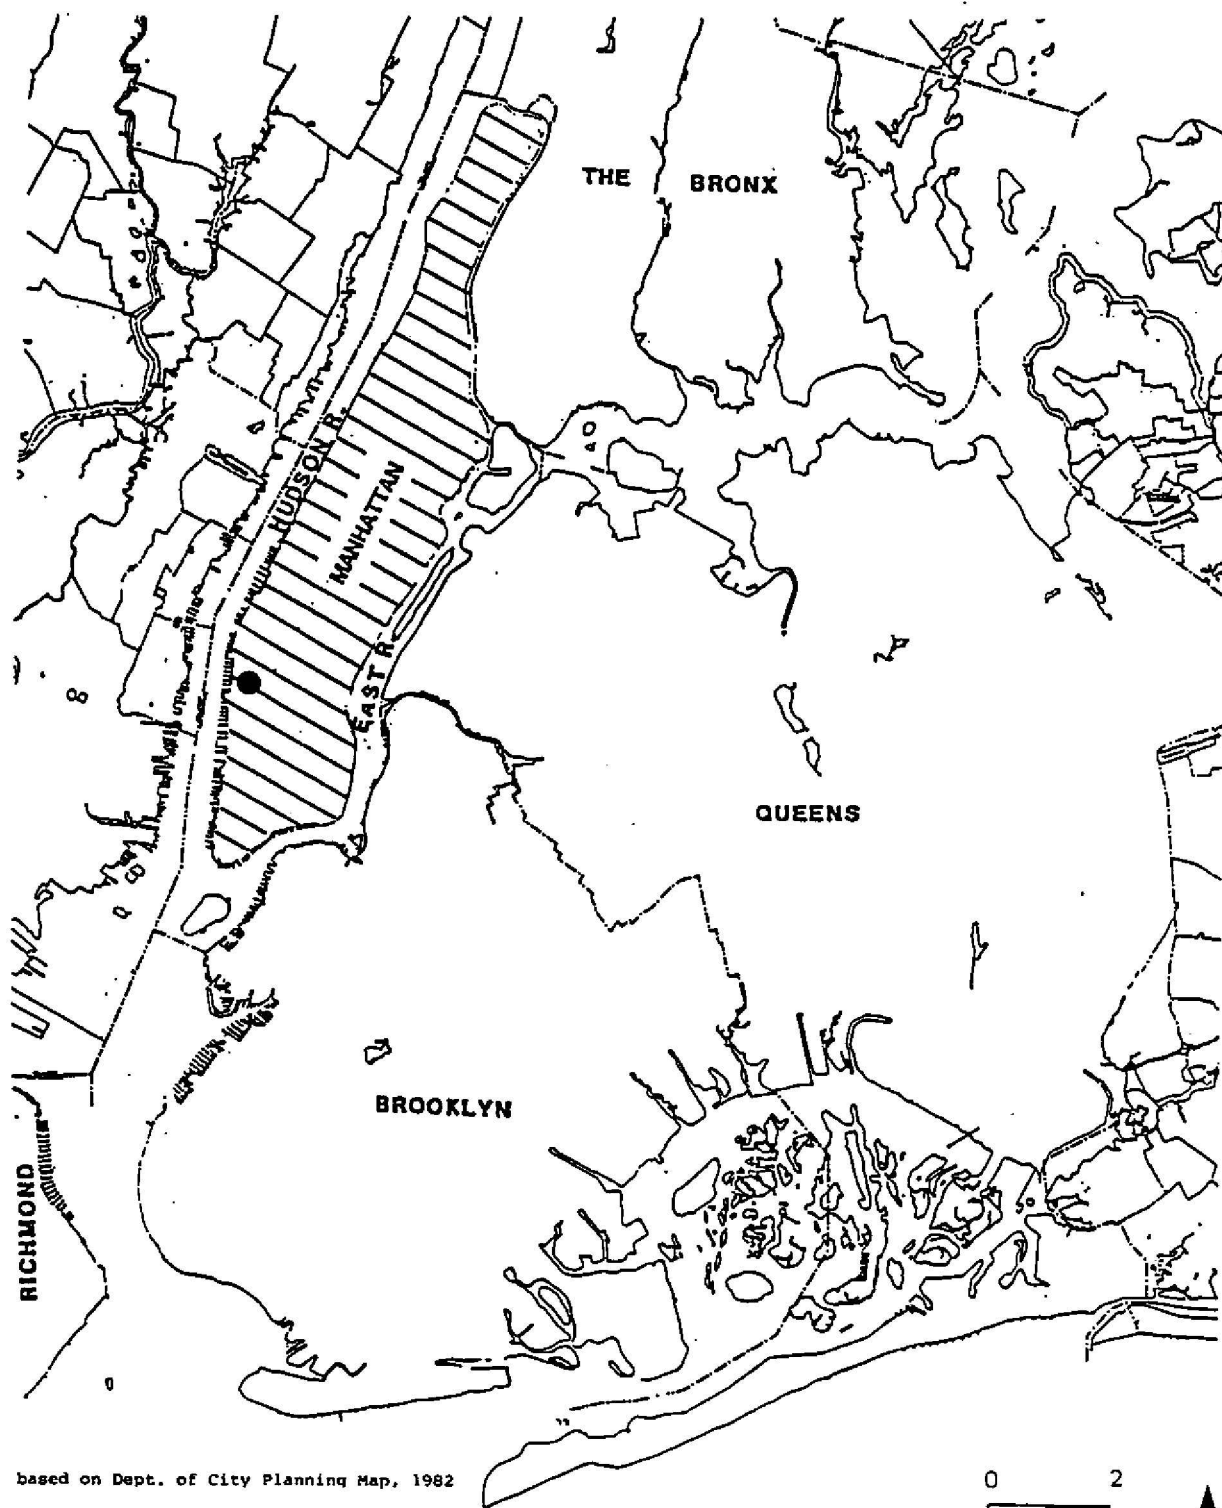 THE BRONX
HUDSON R.
MANHATTAN
EAST R.
QUEENS
BROOKLYN
RICHMOND
based on Dept. of City Planning Map, 1982
0 2